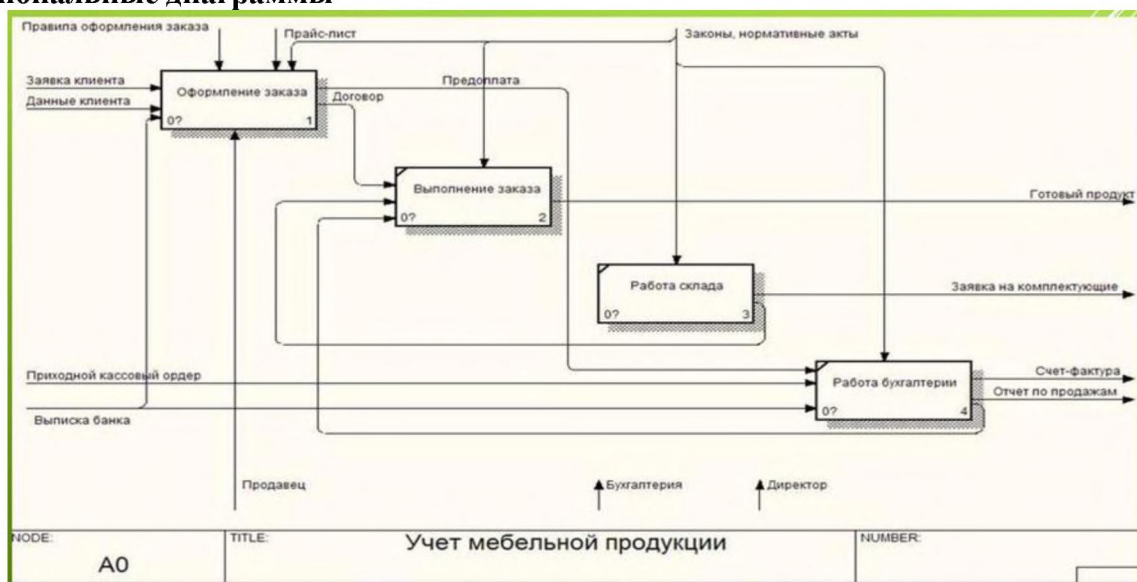 ональные диаграммы
Правила оформления заказа
Прайс-лист
Законы, нормативные акты
Заявка клиента
Данные клиента
Оформление заказа
0? 1
Предоплата
Договор
Выполнение заказа
0? 2
Готовый продукт
Работа склада
0? 3
Заявка на комплектующие
Приходной кассовый ордер
Выписка банка
Работа бухгалтерии
0? 4
Счет-фактура
Отчет по продажам
Продавец
Бухгалтерия
Директор
NODE:
A0
TITLE:
Учет мебельной продукции
NUMBER: